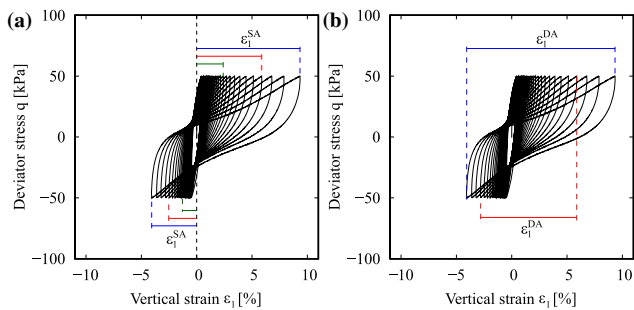 (a)
(b)
ε₁ˢᴬ
ε₁ᴰᴬ
100
50
0
−50
−100
Deviator stress q [kPa]
ε₁ˢᴬ
−10
−5
0
5
10
Vertical strain ε₁ [%]
100
50
0
−50
−100
Deviator stress q [kPa]
ε₁ᴰᴬ
−10
−5
0
5
10
Vertical strain ε₁ [%]